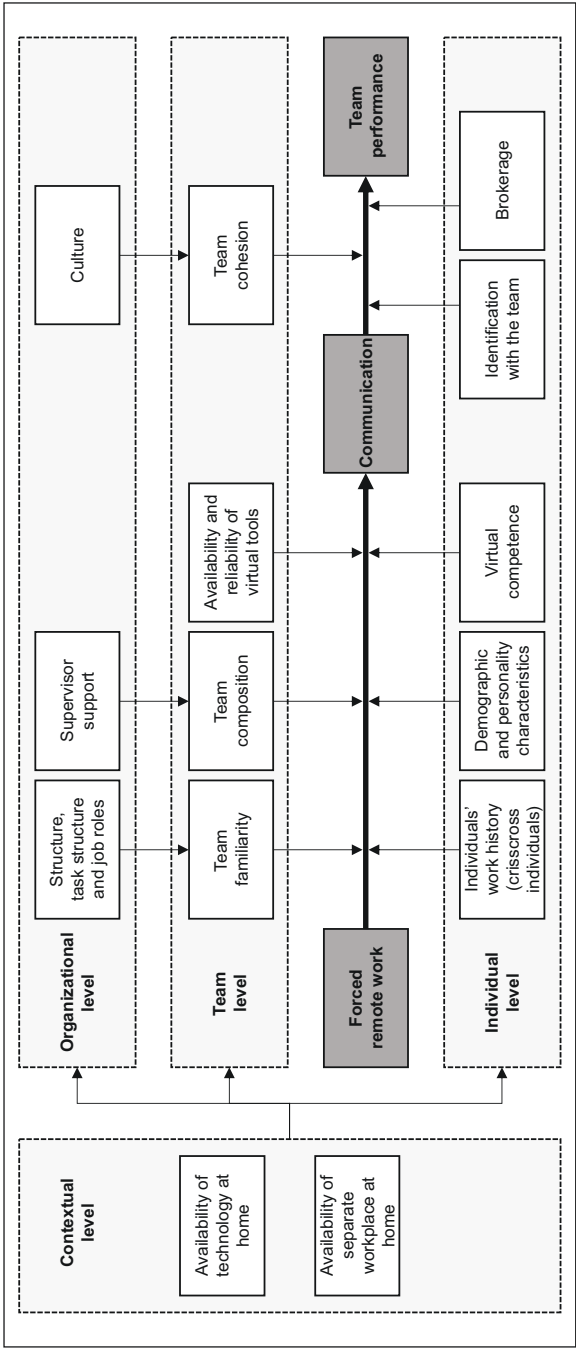 Contextual
level
Availability of
technology at
home
Availability of
separate
workplace at
home
Organizational
level
Structure,
task structure
and job roles
Supervisor
support
Culture
Team
level
Team
familiarity
Team
composition
Availability and
reliability of
virtual tools
Team
cohesion
Forced
remote work
Communication
Team
performance
Individual
level
Individuals'
work history
(crisscross
individuals)
Demographic
and personality
characteristics
Virtual
competence
Identification
with the team
Brokerage